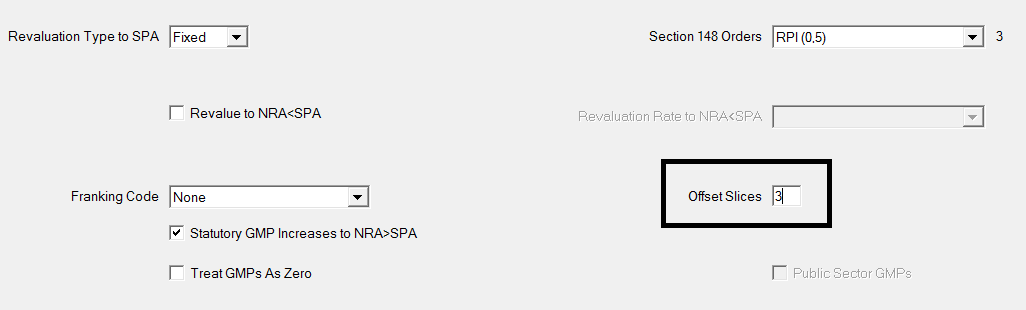 Revaluation Type to SPA Fixed Section 148 Orders RPI (0,5) 3
Revalue to NRA<SPA Revaluation Rate to NRA<SPA
Franking Code None Offset Slices 3
Statutory GMP Increases to NRA>SPA
Treat GMPs As Zero Public Sector GMPs